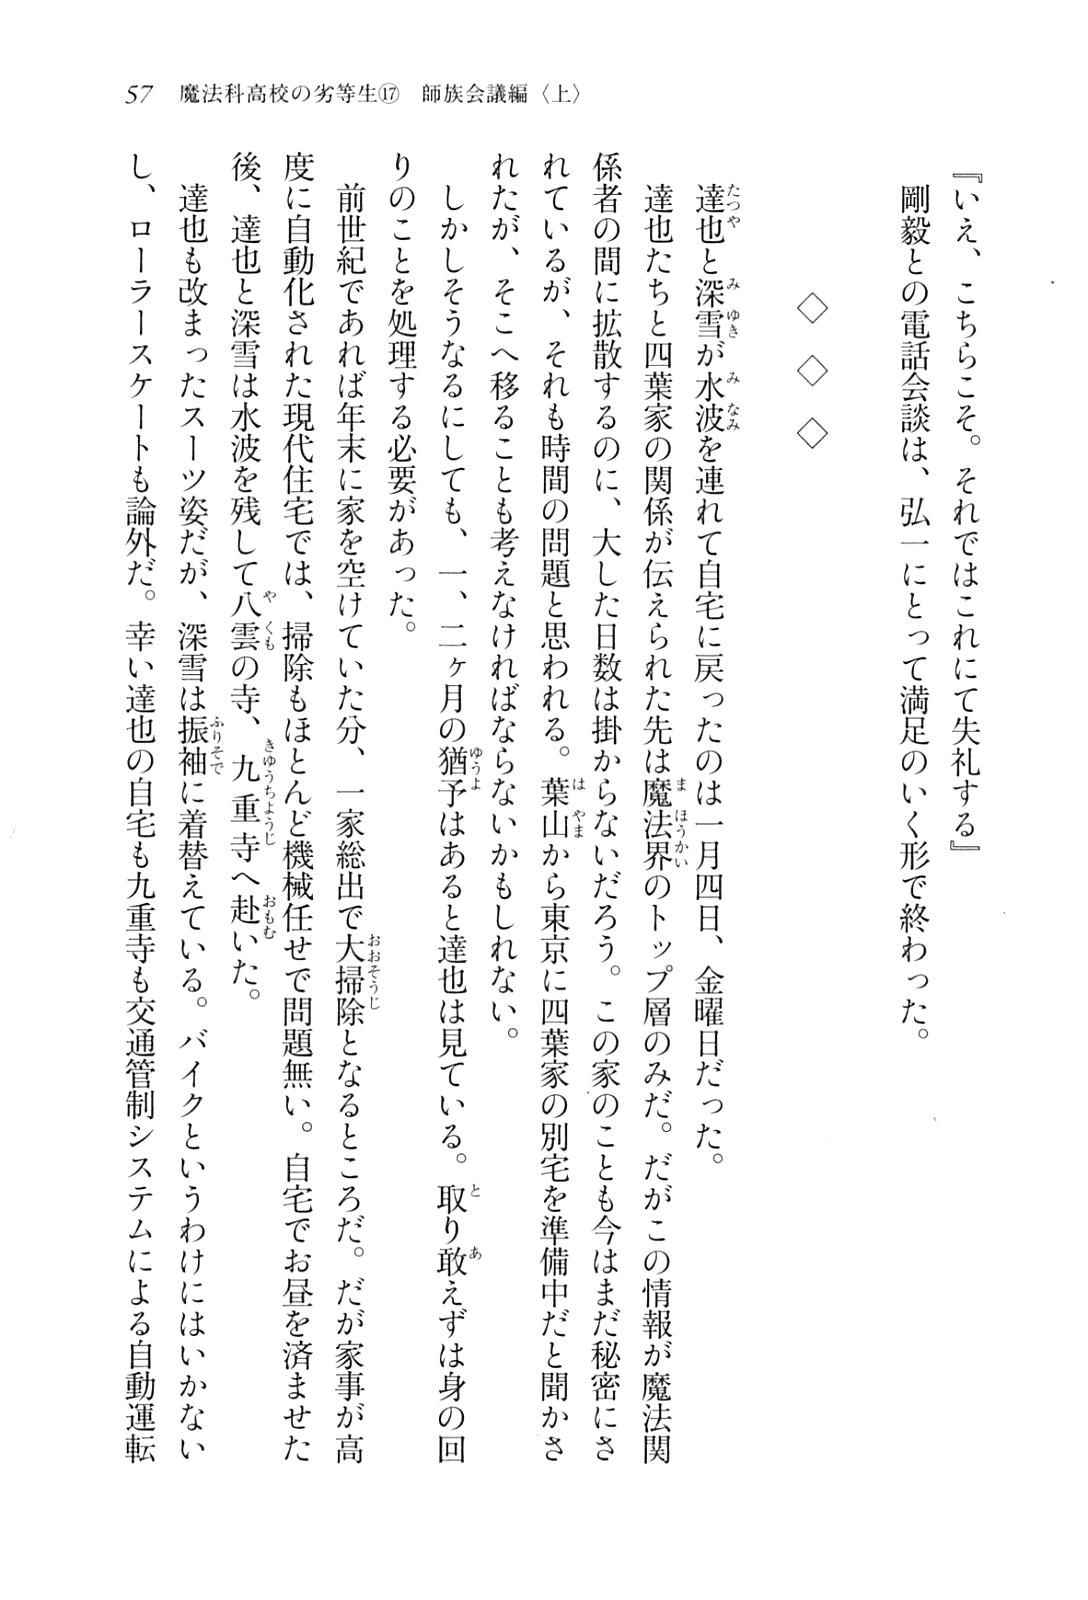 57　魔法科高校の劣等生⑰　師族会議編〈上〉
『いえ、こちらこそ。それではこれにて失礼する』
　剛毅との電話会談は、弘一にとって満足のいく形で終わった。
◇　◇　◇
　達也と深雪が水波を連れて自宅に戻ったのは一月四日、金曜日だった。
　達也たちと四葉家の関係が伝えられた先は魔法界のトップ層のみだ。だがこの情報が魔法関
係者の間に拡散するのに、大した日数は掛からないだろう。この家のことも今はまだ秘密にさ
れているが、それも時間の問題と思われる。葉山から東京に四葉家の別宅を準備中だと聞かさ
れたが、そこへ移ることも考えなければならないかもしれない。
　しかしそうなるにしても、一、二ヶ月の猶予はあると達也は見ている。取り敢えずは身の回
りのことを処理する必要があった。
　前世紀であれば年末に家を空けていた分、一家総出で大掃除となるところだ。だが家事が高
度に自動化された現代住宅では、掃除もほとんど機械任せで問題無い。自宅でお昼を済ませた
後、達也と深雪は水波を残して八雲の寺、九重寺へ赴いた。
　達也も改まったスーツ姿だが、深雪は振袖に着替えている。バイクというわけにはいかない
し、ローラースケートも論外だ。幸い達也の自宅も九重寺も交通管制システムによる自動運転